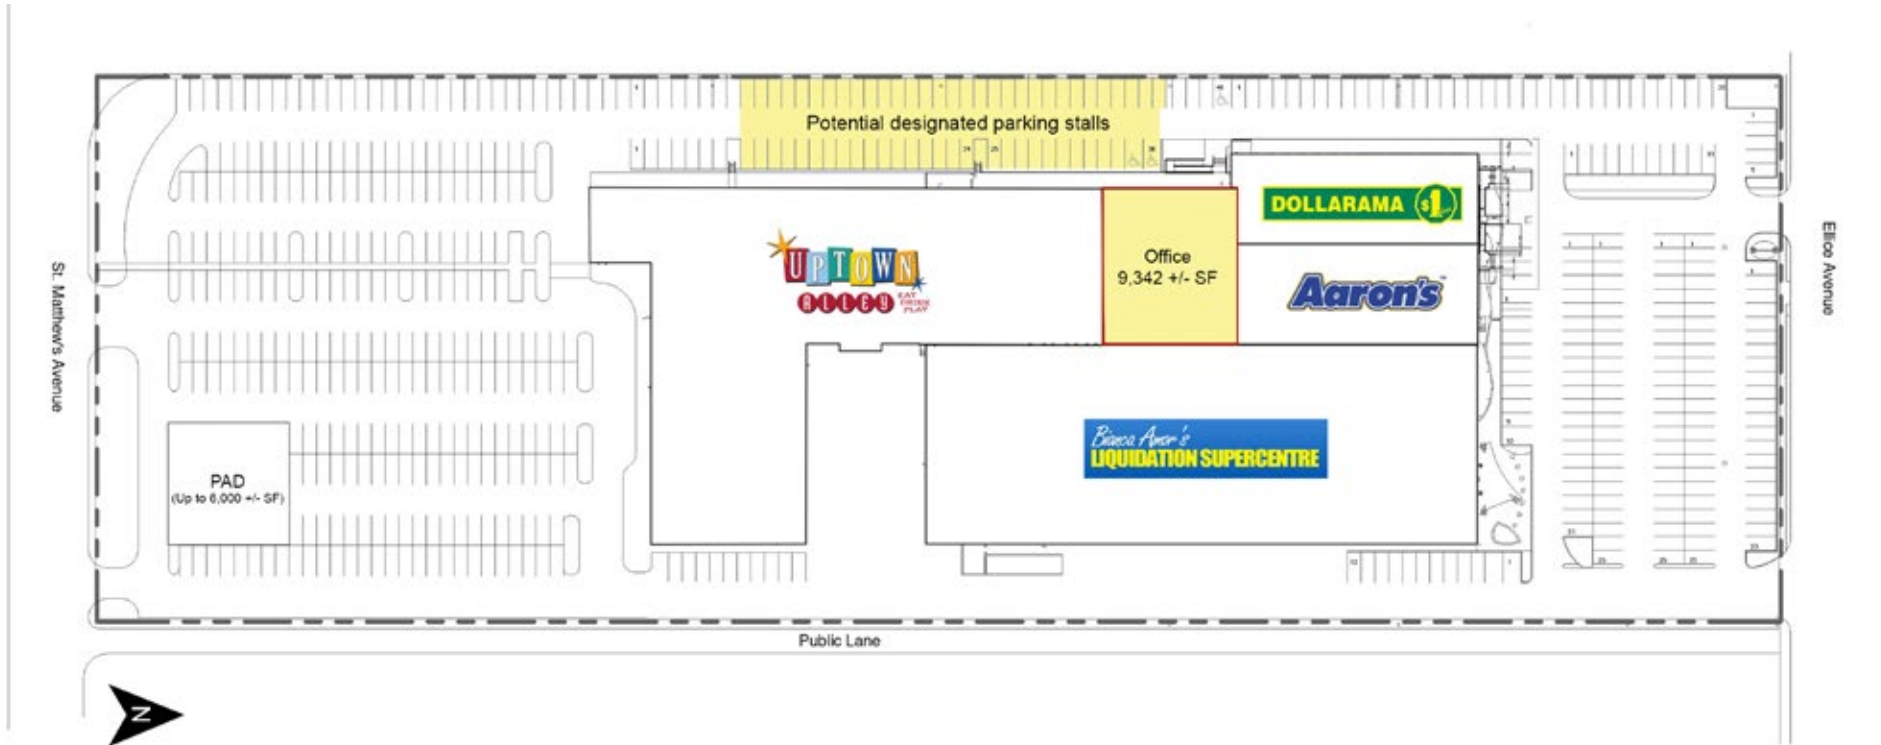 Potential designated parking stalls
DOLLARAMA $1
Office
9,342 +/- SF
UPTOWN
ALLEY EAT
DRINK
PLAY
Aaron's
St. Matthew's Avenue
Ellice Avenue
Bianca Amor's
LIQUIDATION SUPERCENTRE
PAD
(Up to 6,000 +/- SF)
Public Lane
N